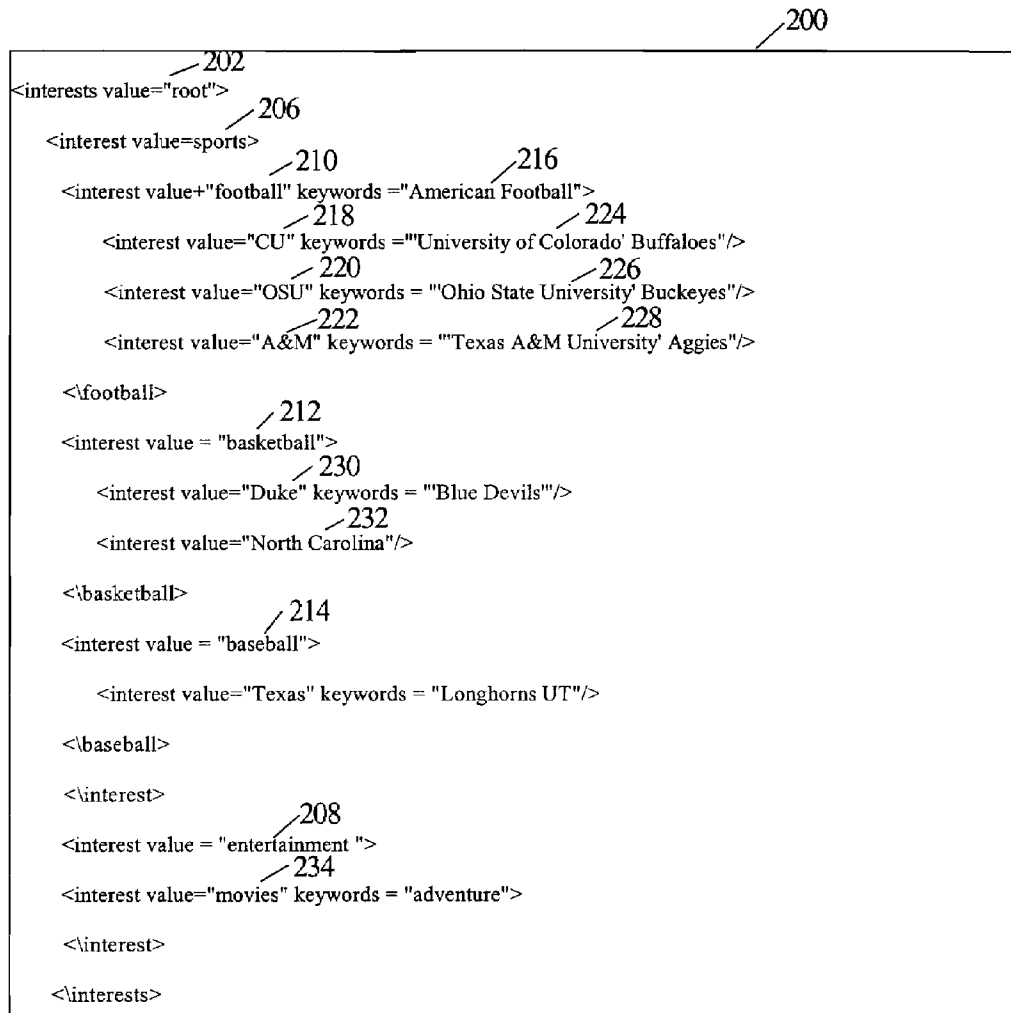 200
202
<interests value="root">
206
<interest value=sports>
210 216
<interest value+"football" keywords ="American Football">
218 224
<interest value="CU" keywords ="'University of Colorado' Buffaloes"/>
220 226
<interest value="OSU" keywords = "'Ohio State University' Buckeyes"/>
222 228
<interest value="A&M" keywords = "'Texas A&M University' Aggies"/>
<\football>
212
<interest value = "basketball">
230
<interest value="Duke" keywords = "'Blue Devils'"/>
232
<interest value="North Carolina"/>
<\basketball>
214
<interest value = "baseball">
<interest value="Texas" keywords = "Longhorns UT"/>
<\baseball>
<\interest>
208
<interest value = "entertainment ">
234
<interest value="movies" keywords = "adventure">
<\interest>
<\interests>